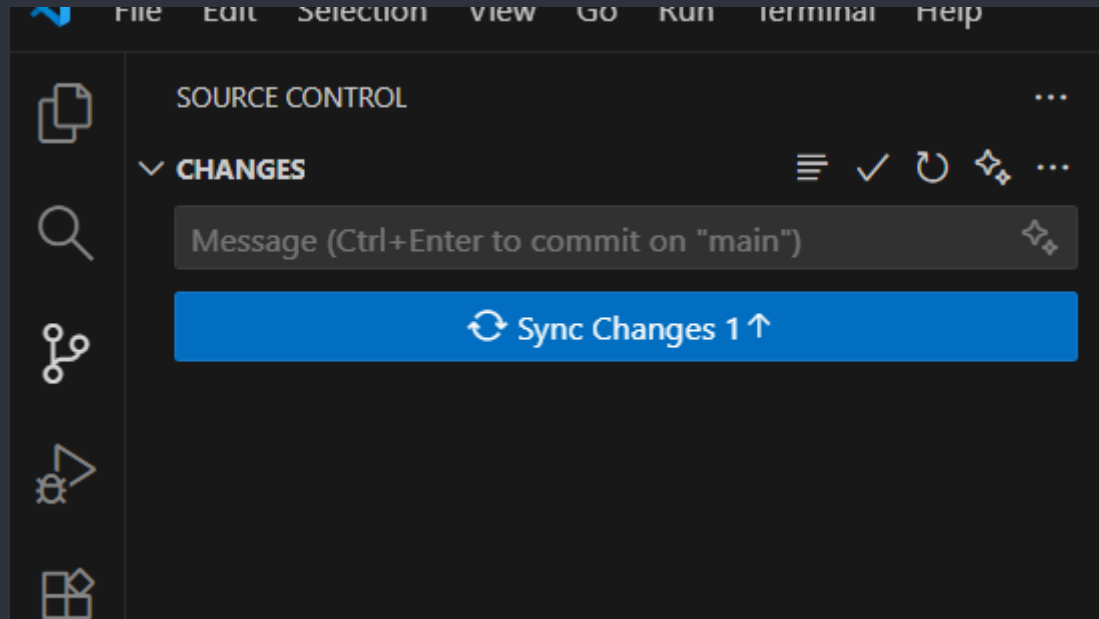 File Edit Selection View Go Run Terminal Help
SOURCE CONTROL
CHANGES
Message (Ctrl+Enter to commit on "main")
Sync Changes 1↑